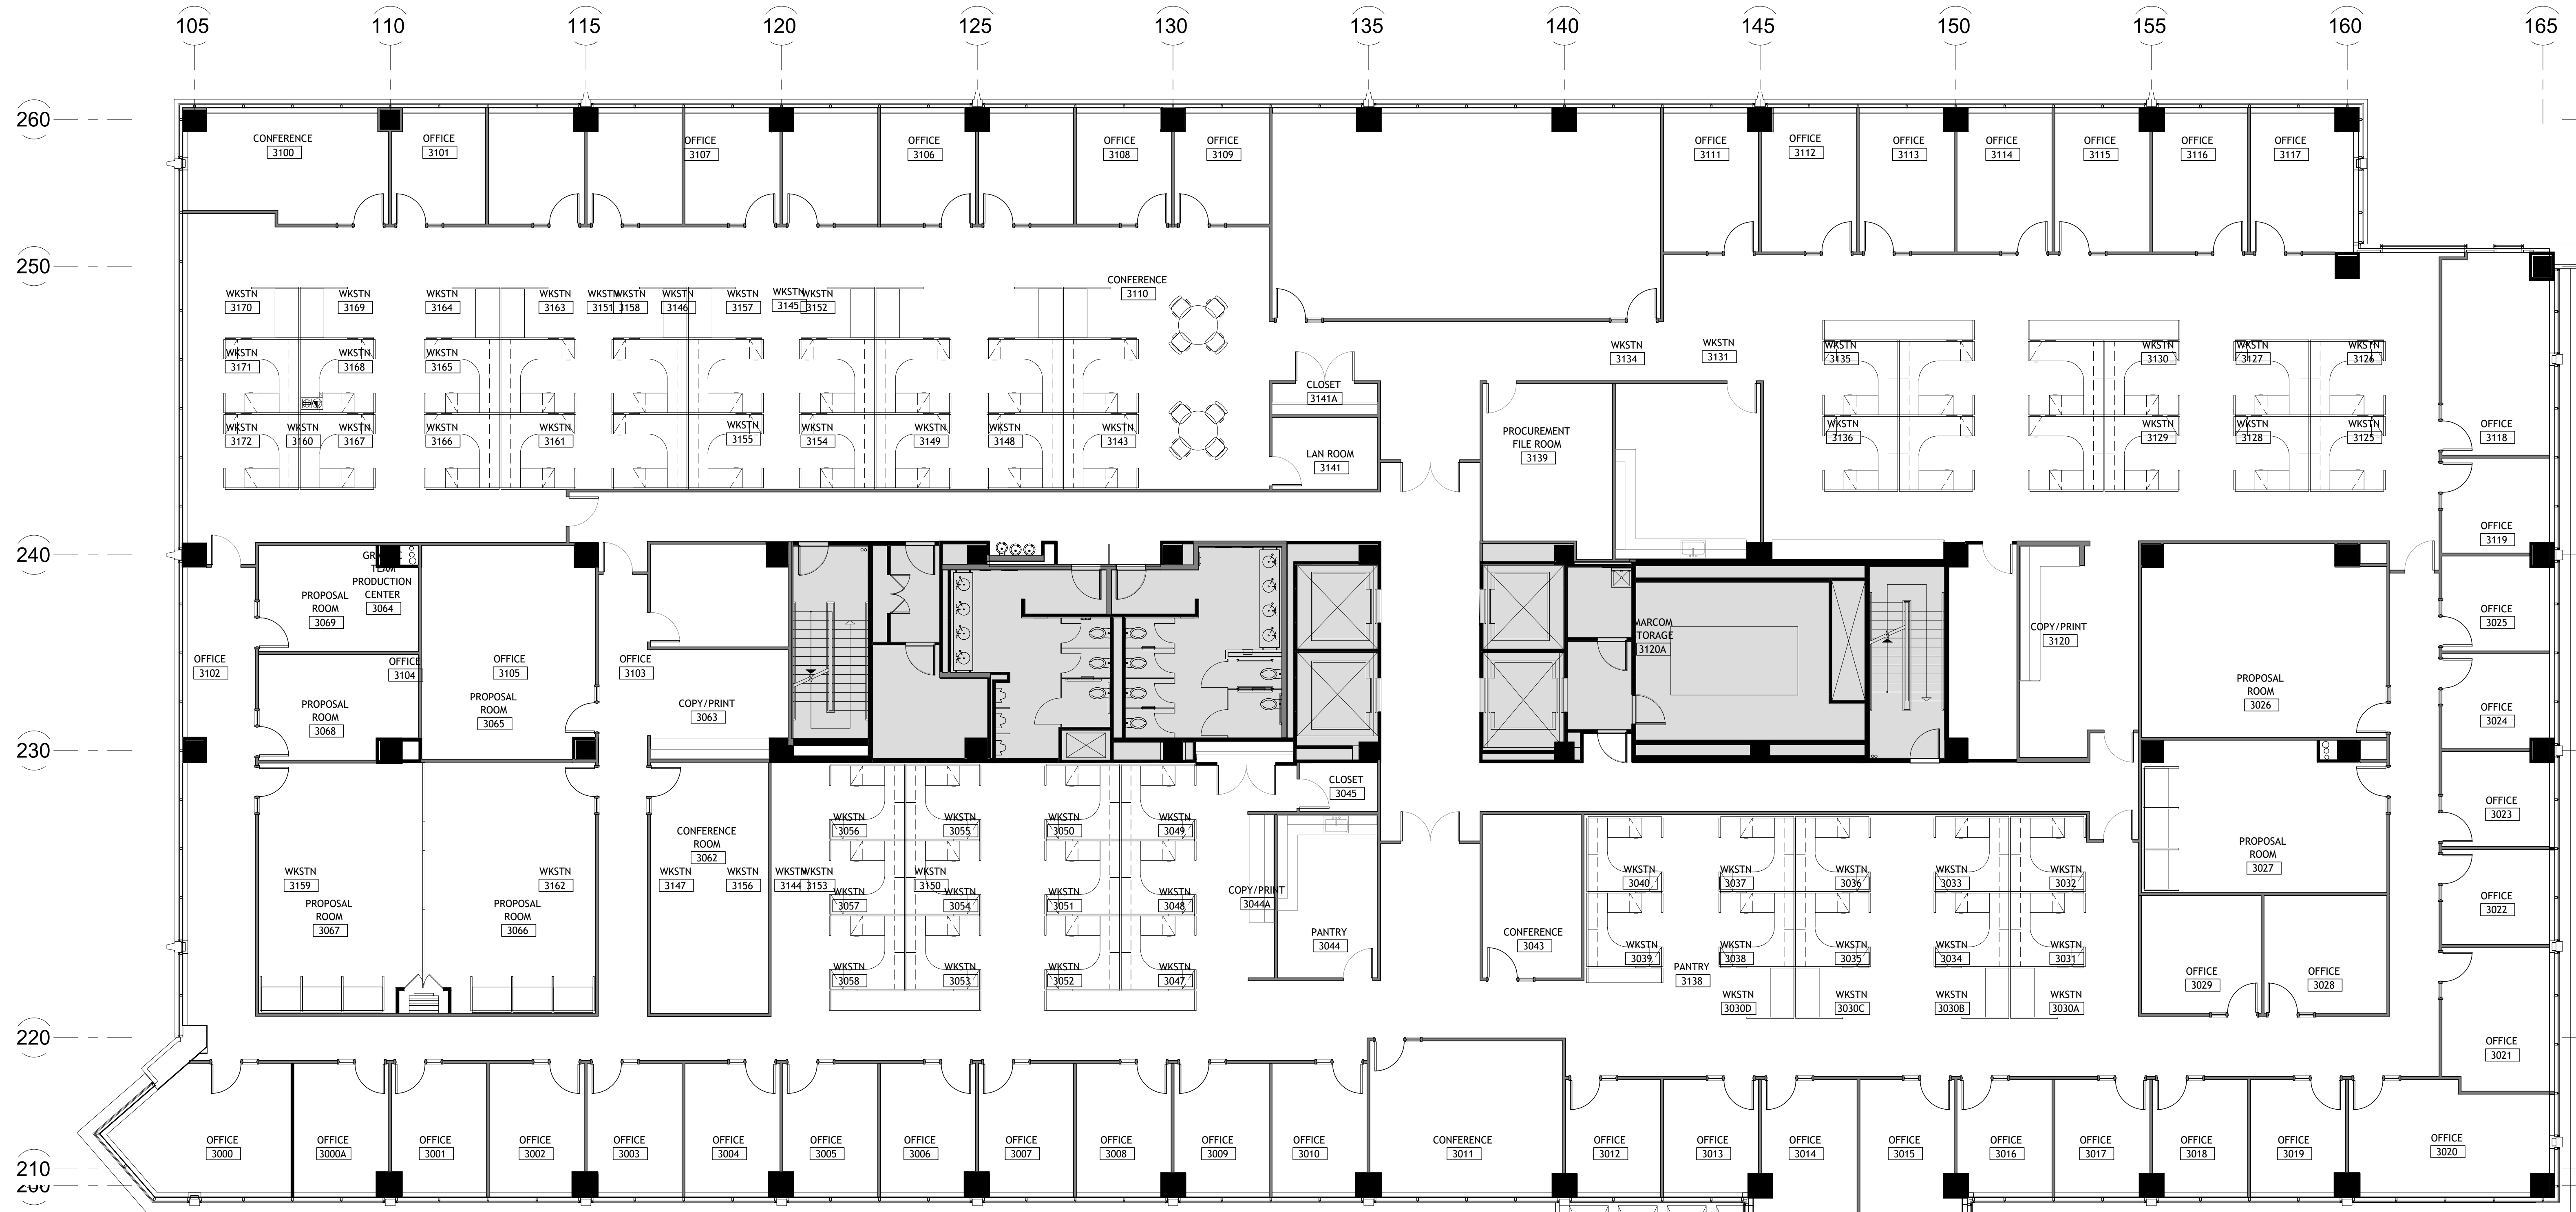 105 110 115 120 125 130 135 140 145 150 155 160 165
260
250
240
230
220
210
200
CONFERENCE
3100
OFFICE
3101
OFFICE
3107
OFFICE
3106
OFFICE
3108
OFFICE
3109
OFFICE
3111
OFFICE
3112
OFFICE
3113
OFFICE
3114
OFFICE
3115
OFFICE
3116
OFFICE
3117
CONFERENCE
3110
WKSTN
3170
WKSTN
3169
WKSTN
3164
WKSTN
3163
WKSTN
3151
WKSTN
3158
WKSTN
3146
WKSTN
3157
WKSTN
3145
WKSTN
3152
WKSTN
3171
WKSTN
3168
WKSTN
3165
WKSTN
3172
WKSTN
3160
WKSTN
3167
WKSTN
3166
WKSTN
3161
WKSTN
3155
WKSTN
3154
WKSTN
3149
WKSTN
3148
WKSTN
3143
CLOSET
3141A
LAN ROOM
3141
PROCUREMENT
FILE ROOM
3139
WKSTN
3134
WKSTN
3131
WKSTN
3135
WKSTN
3130
WKSTN
3127
WKSTN
3126
WKSTN
3136
WKSTN
3129
WKSTN
3128
WKSTN
3125
OFFICE
3118
OFFICE
3119
OFFICE
3025
OFFICE
3024
OFFICE
3023
OFFICE
3022
OFFICE
3021
OFFICE
3102
PROPOSAL
ROOM
3069
TEAM
PRODUCTION
CENTER
3064
OFFICE
3104
PROPOSAL
ROOM
3068
OFFICE
3105
PROPOSAL
ROOM
3065
OFFICE
3103
COPY/PRINT
3063
MARCOM
STORAGE
3120A
COPY/PRINT
3120
PROPOSAL
ROOM
3026
PROPOSAL
ROOM
3027
OFFICE
3029
OFFICE
3028
WKSTN
3159
PROPOSAL
ROOM
3067
WKSTN
3162
PROPOSAL
ROOM
3066
CONFERENCE
ROOM
3062
WKSTN
3147
WKSTN
3156
WKSTN
3144
WKSTN
3153
WKSTN
3150
WKSTN
3056
WKSTN
3055
WKSTN
3050
WKSTN
3049
WKSTN
3057
WKSTN
3054
WKSTN
3051
WKSTN
3048
WKSTN
3058
WKSTN
3053
WKSTN
3052
WKSTN
3047
CLOSET
3045
COPY/PRINT
3044A
PANTRY
3044
CONFERENCE
3043
WKSTN
3040
WKSTN
3037
WKSTN
3036
WKSTN
3033
WKSTN
3032
WKSTN
3039
WKSTN
3038
WKSTN
3035
WKSTN
3034
WKSTN
3031
PANTRY
3138
WKSTN
3030D
WKSTN
3030C
WKSTN
3030B
WKSTN
3030A
OFFICE
3000
OFFICE
3000A
OFFICE
3001
OFFICE
3002
OFFICE
3003
OFFICE
3004
OFFICE
3005
OFFICE
3006
OFFICE
3007
OFFICE
3008
OFFICE
3009
OFFICE
3010
CONFERENCE
3011
OFFICE
3012
OFFICE
3013
OFFICE
3014
OFFICE
3015
OFFICE
3016
OFFICE
3017
OFFICE
3018
OFFICE
3019
OFFICE
3020